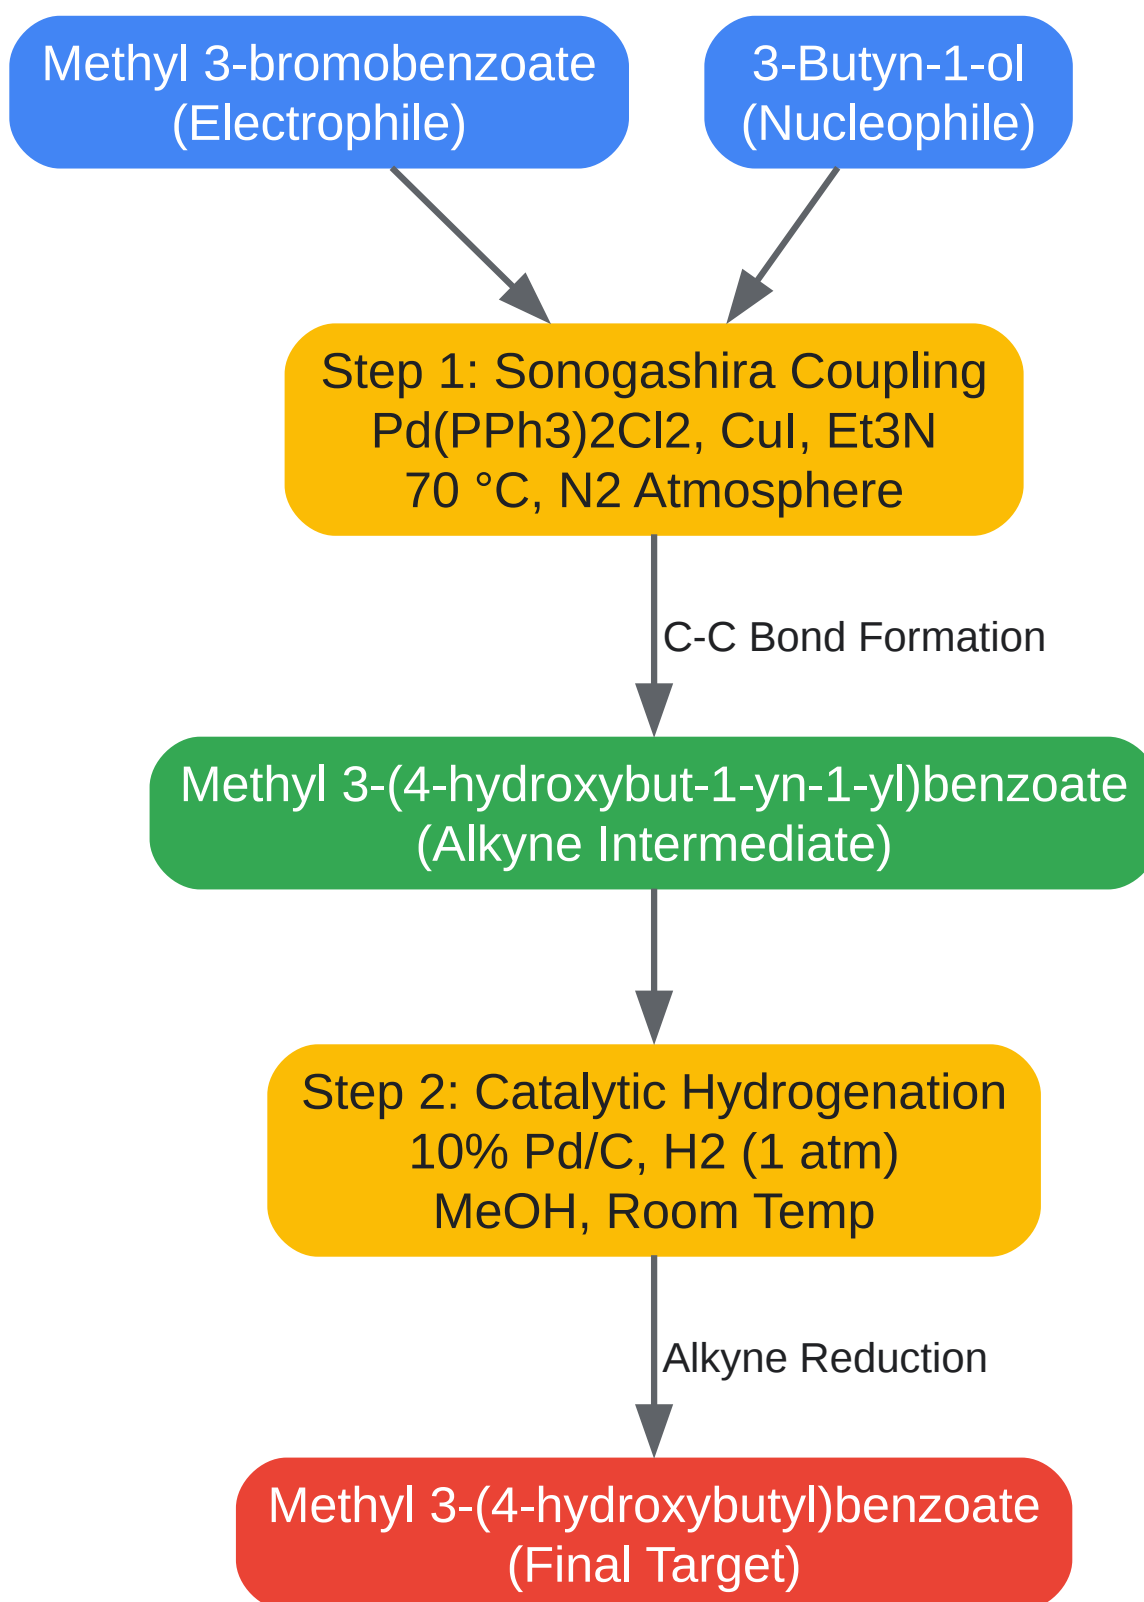 Methyl 3-bromobenzoate
(Electrophile)
3-Butyn-1-ol
(Nucleophile)
Step 1: Sonogashira Coupling
Pd(PPh3)2Cl2, CuI, Et3N
70 °C, N2 Atmosphere
C-C Bond Formation
Methyl 3-(4-hydroxybut-1-yn-1-yl)benzoate
(Alkyne Intermediate)
Step 2: Catalytic Hydrogenation
10% Pd/C, H2 (1 atm)
MeOH, Room Temp
Alkyne Reduction
Methyl 3-(4-hydroxybutyl)benzoate
(Final Target)